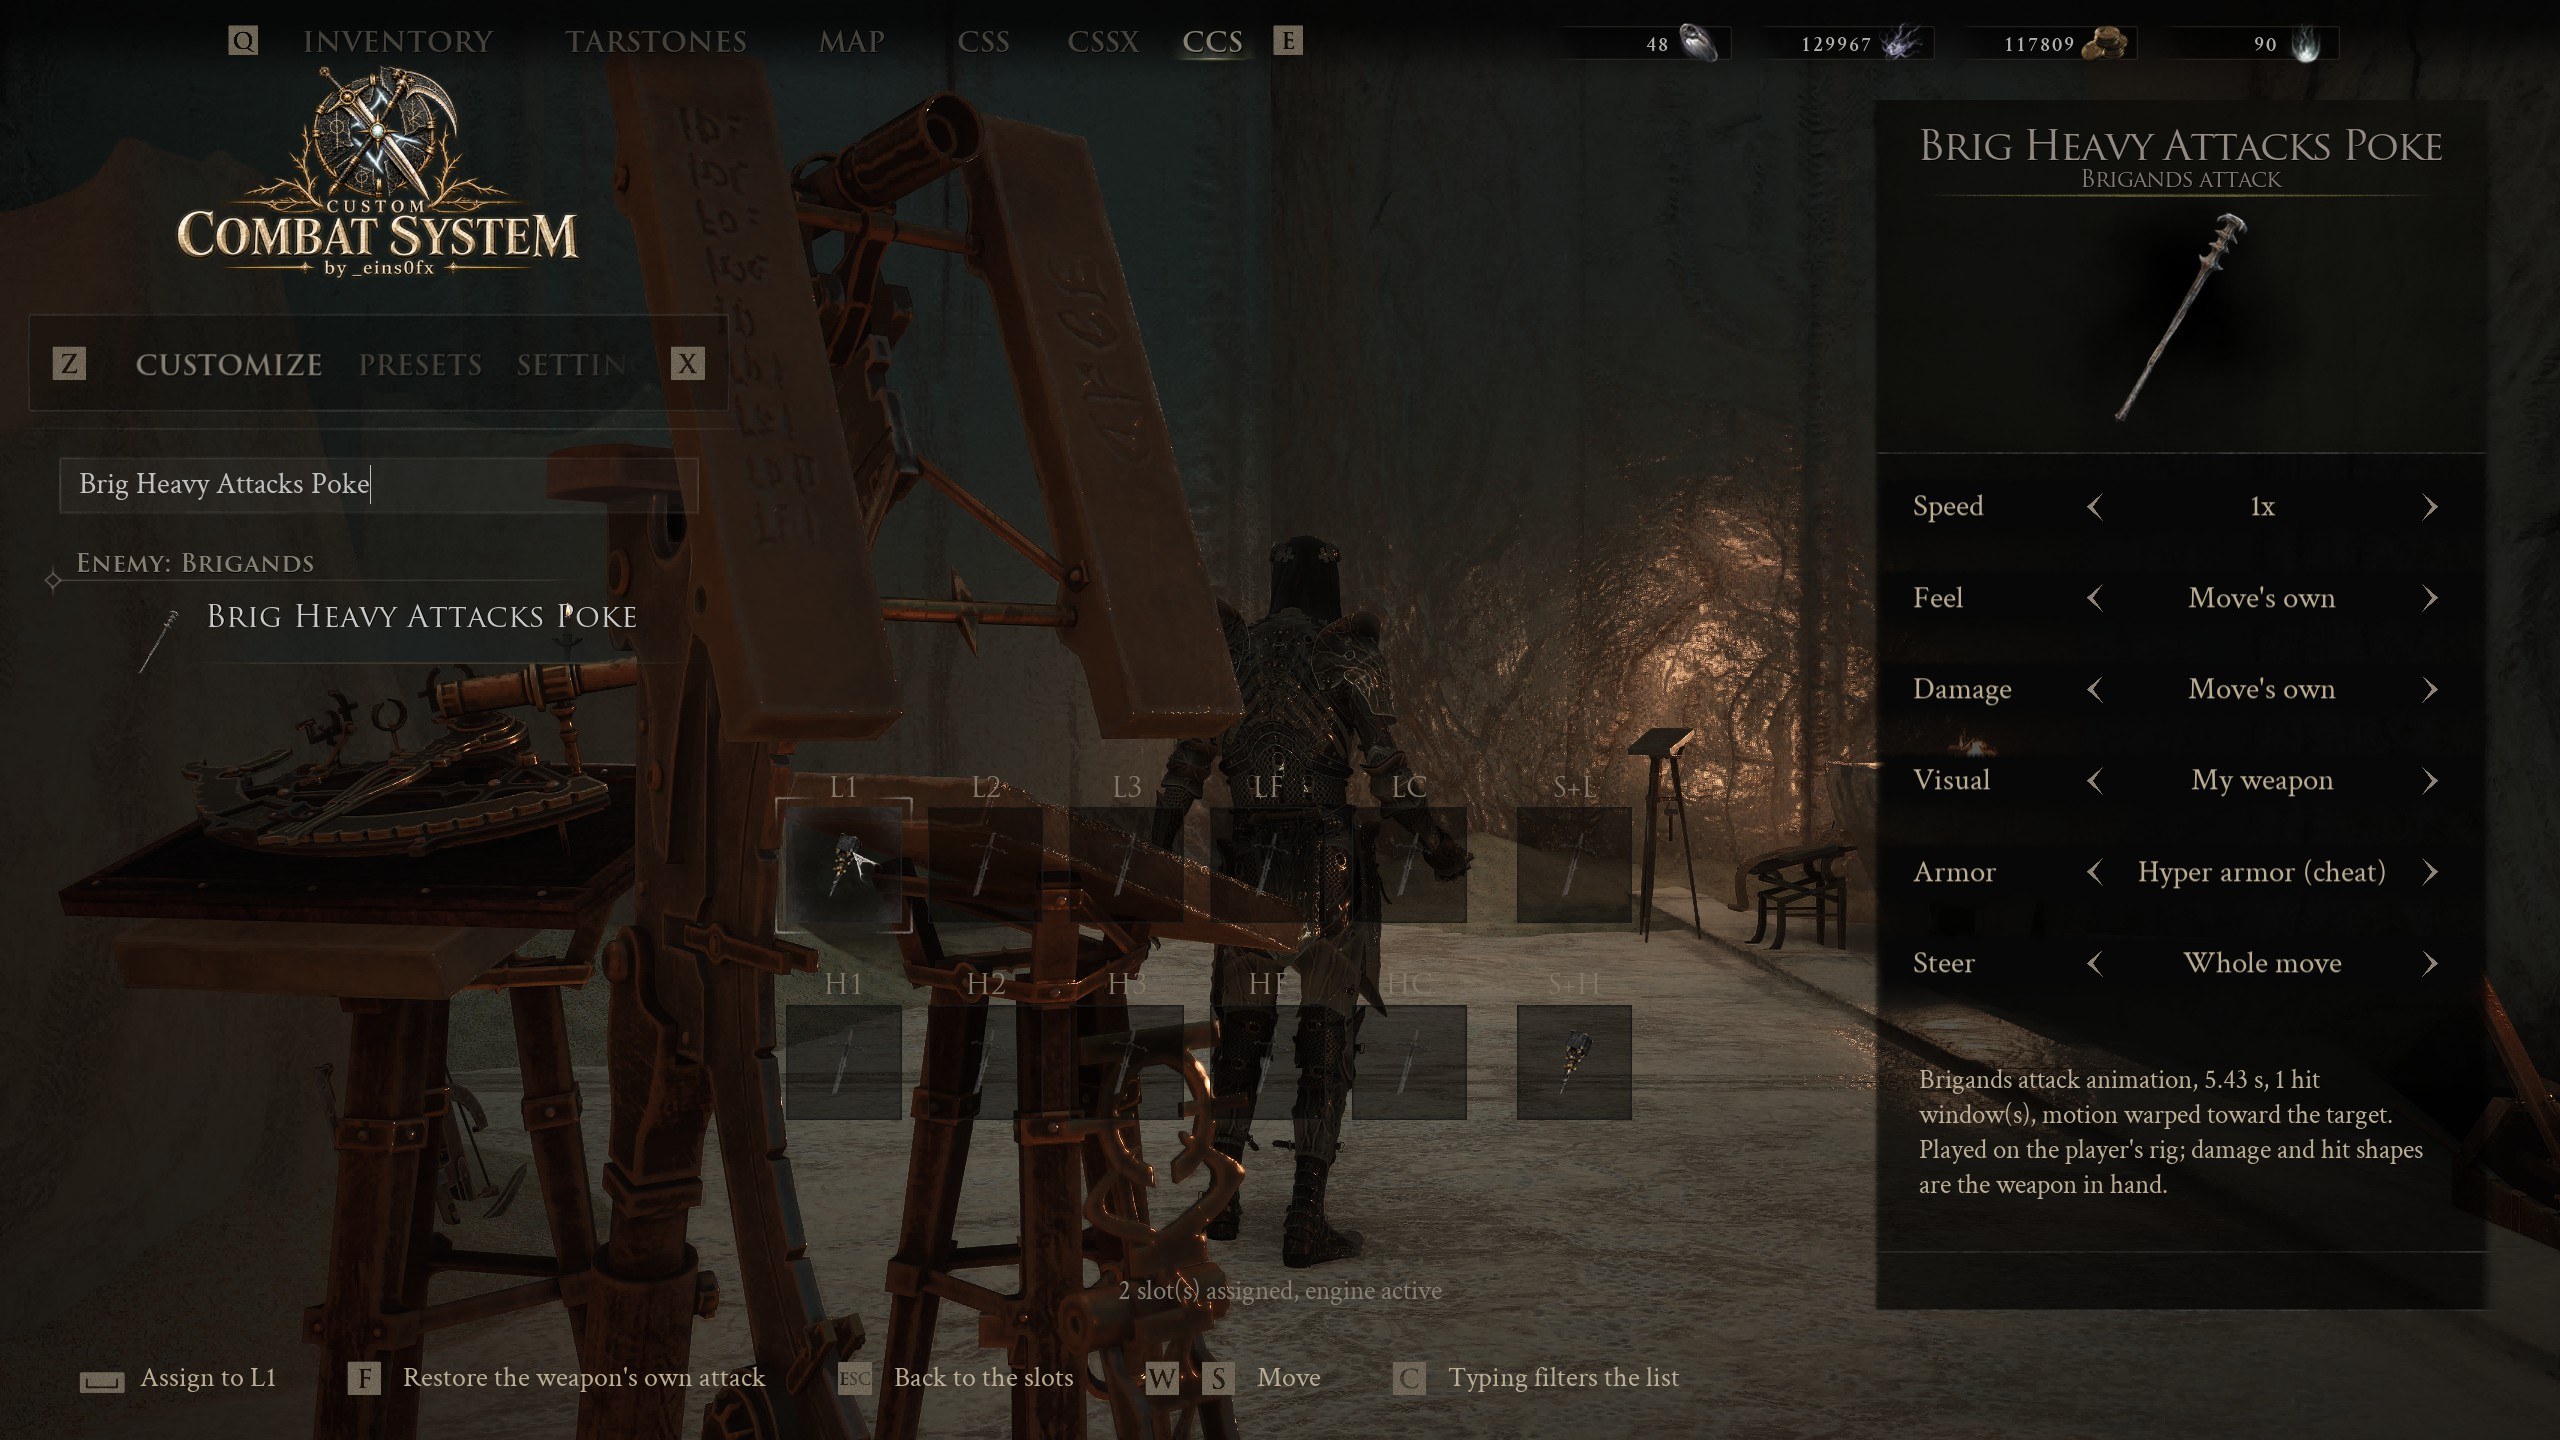 Q INVENTORY TARSTONES MAP CSS CSSX CCS E
48 129967 117809 90
CUSTOM
COMBAT SYSTEM
by _eins0fx
Z CUSTOMIZE PRESETS SETTIN X
Brig Heavy Attacks Poke
ENEMY: BRIGANDS
BRIG HEAVY ATTACKS POKE
L1 L2 L3 LF LC S+L
H1 H2 H3 HF HC S+H
2 slot(s) assigned, engine active
BRIG HEAVY ATTACKS POKE
BRIGANDS ATTACK
Speed 1x
Feel Move's own
Damage Move's own
Visual My weapon
Armor Hyper armor (cheat)
Steer Whole move
Brigands attack animation, 5.43 s, 1 hit
window(s), motion warped toward the target.
Played on the player's rig; damage and hit shapes
are the weapon in hand.
Assign to L1 F Restore the weapon's own attack ESC Back to the slots W S Move C Typing filters the list